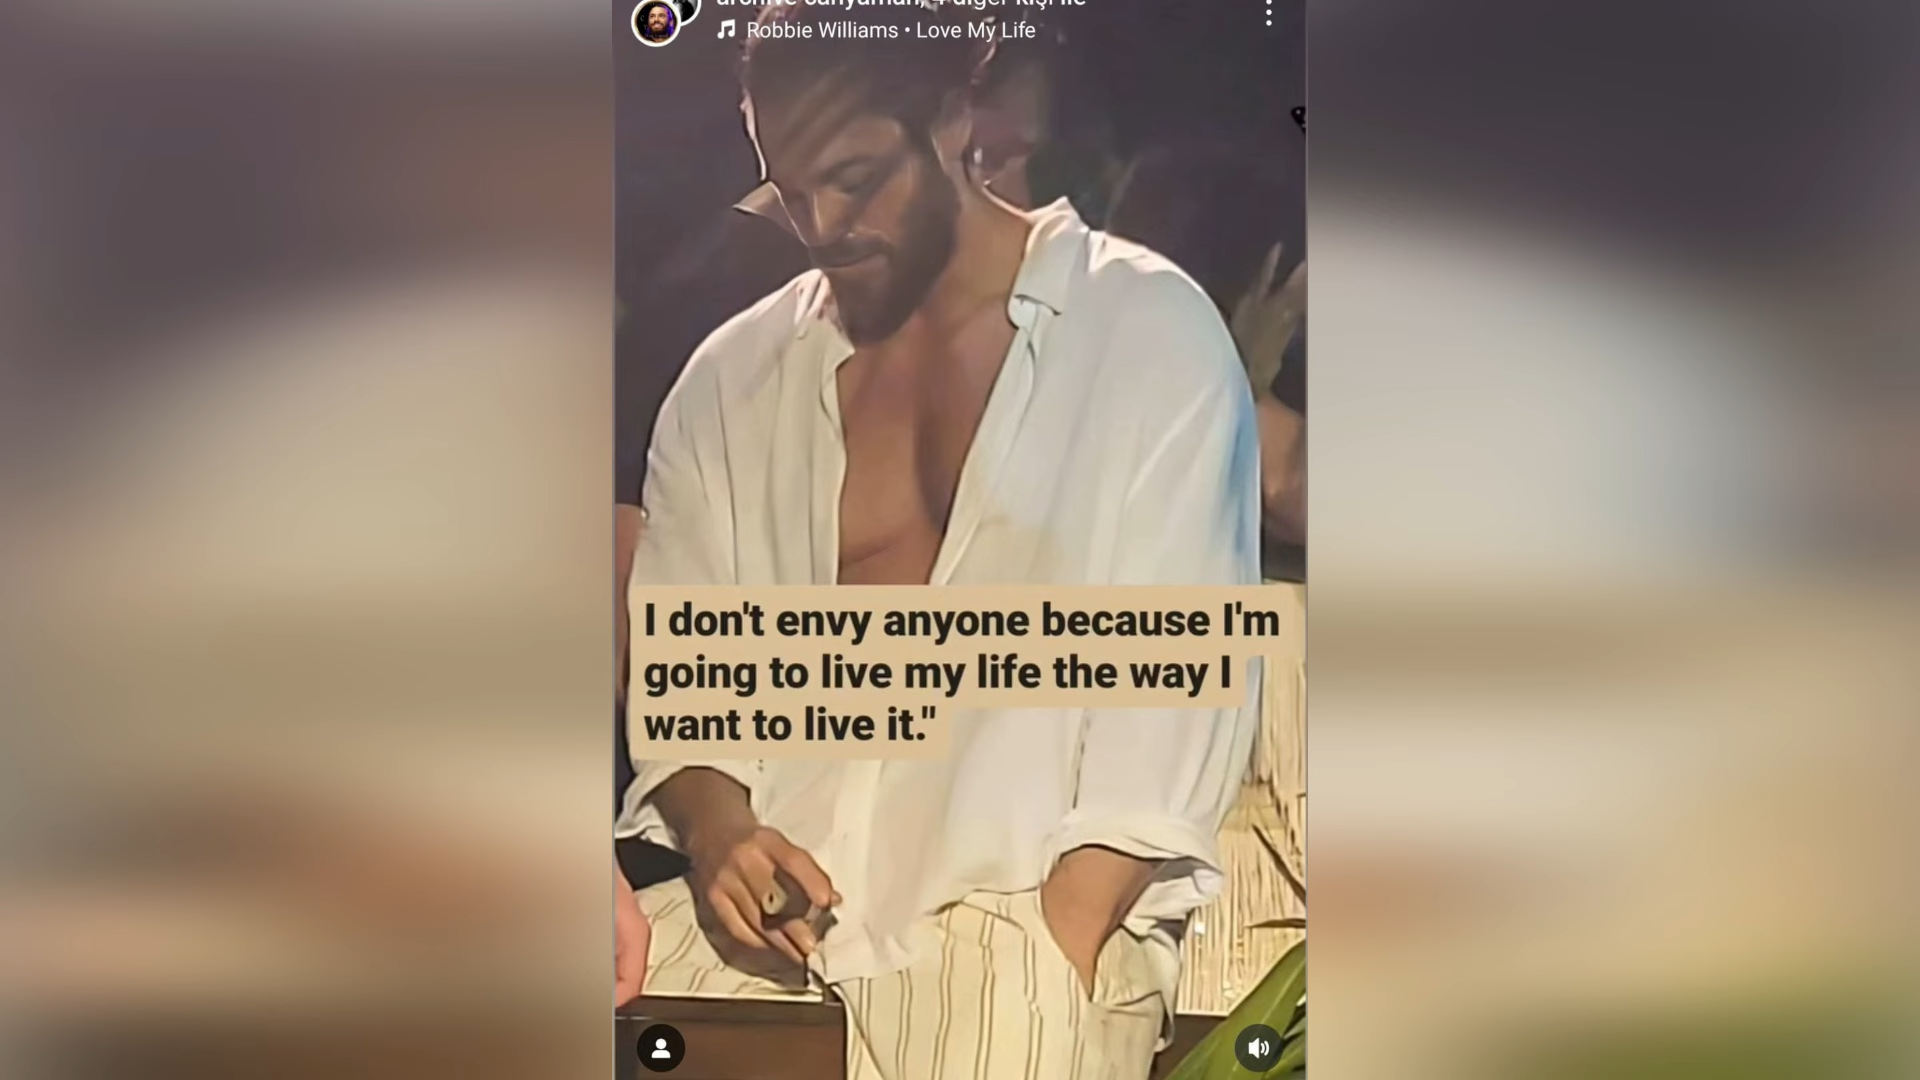 Robbie Williams • Love My Life
I don't envy anyone because I'm
going to live my life the way I
want to live it."